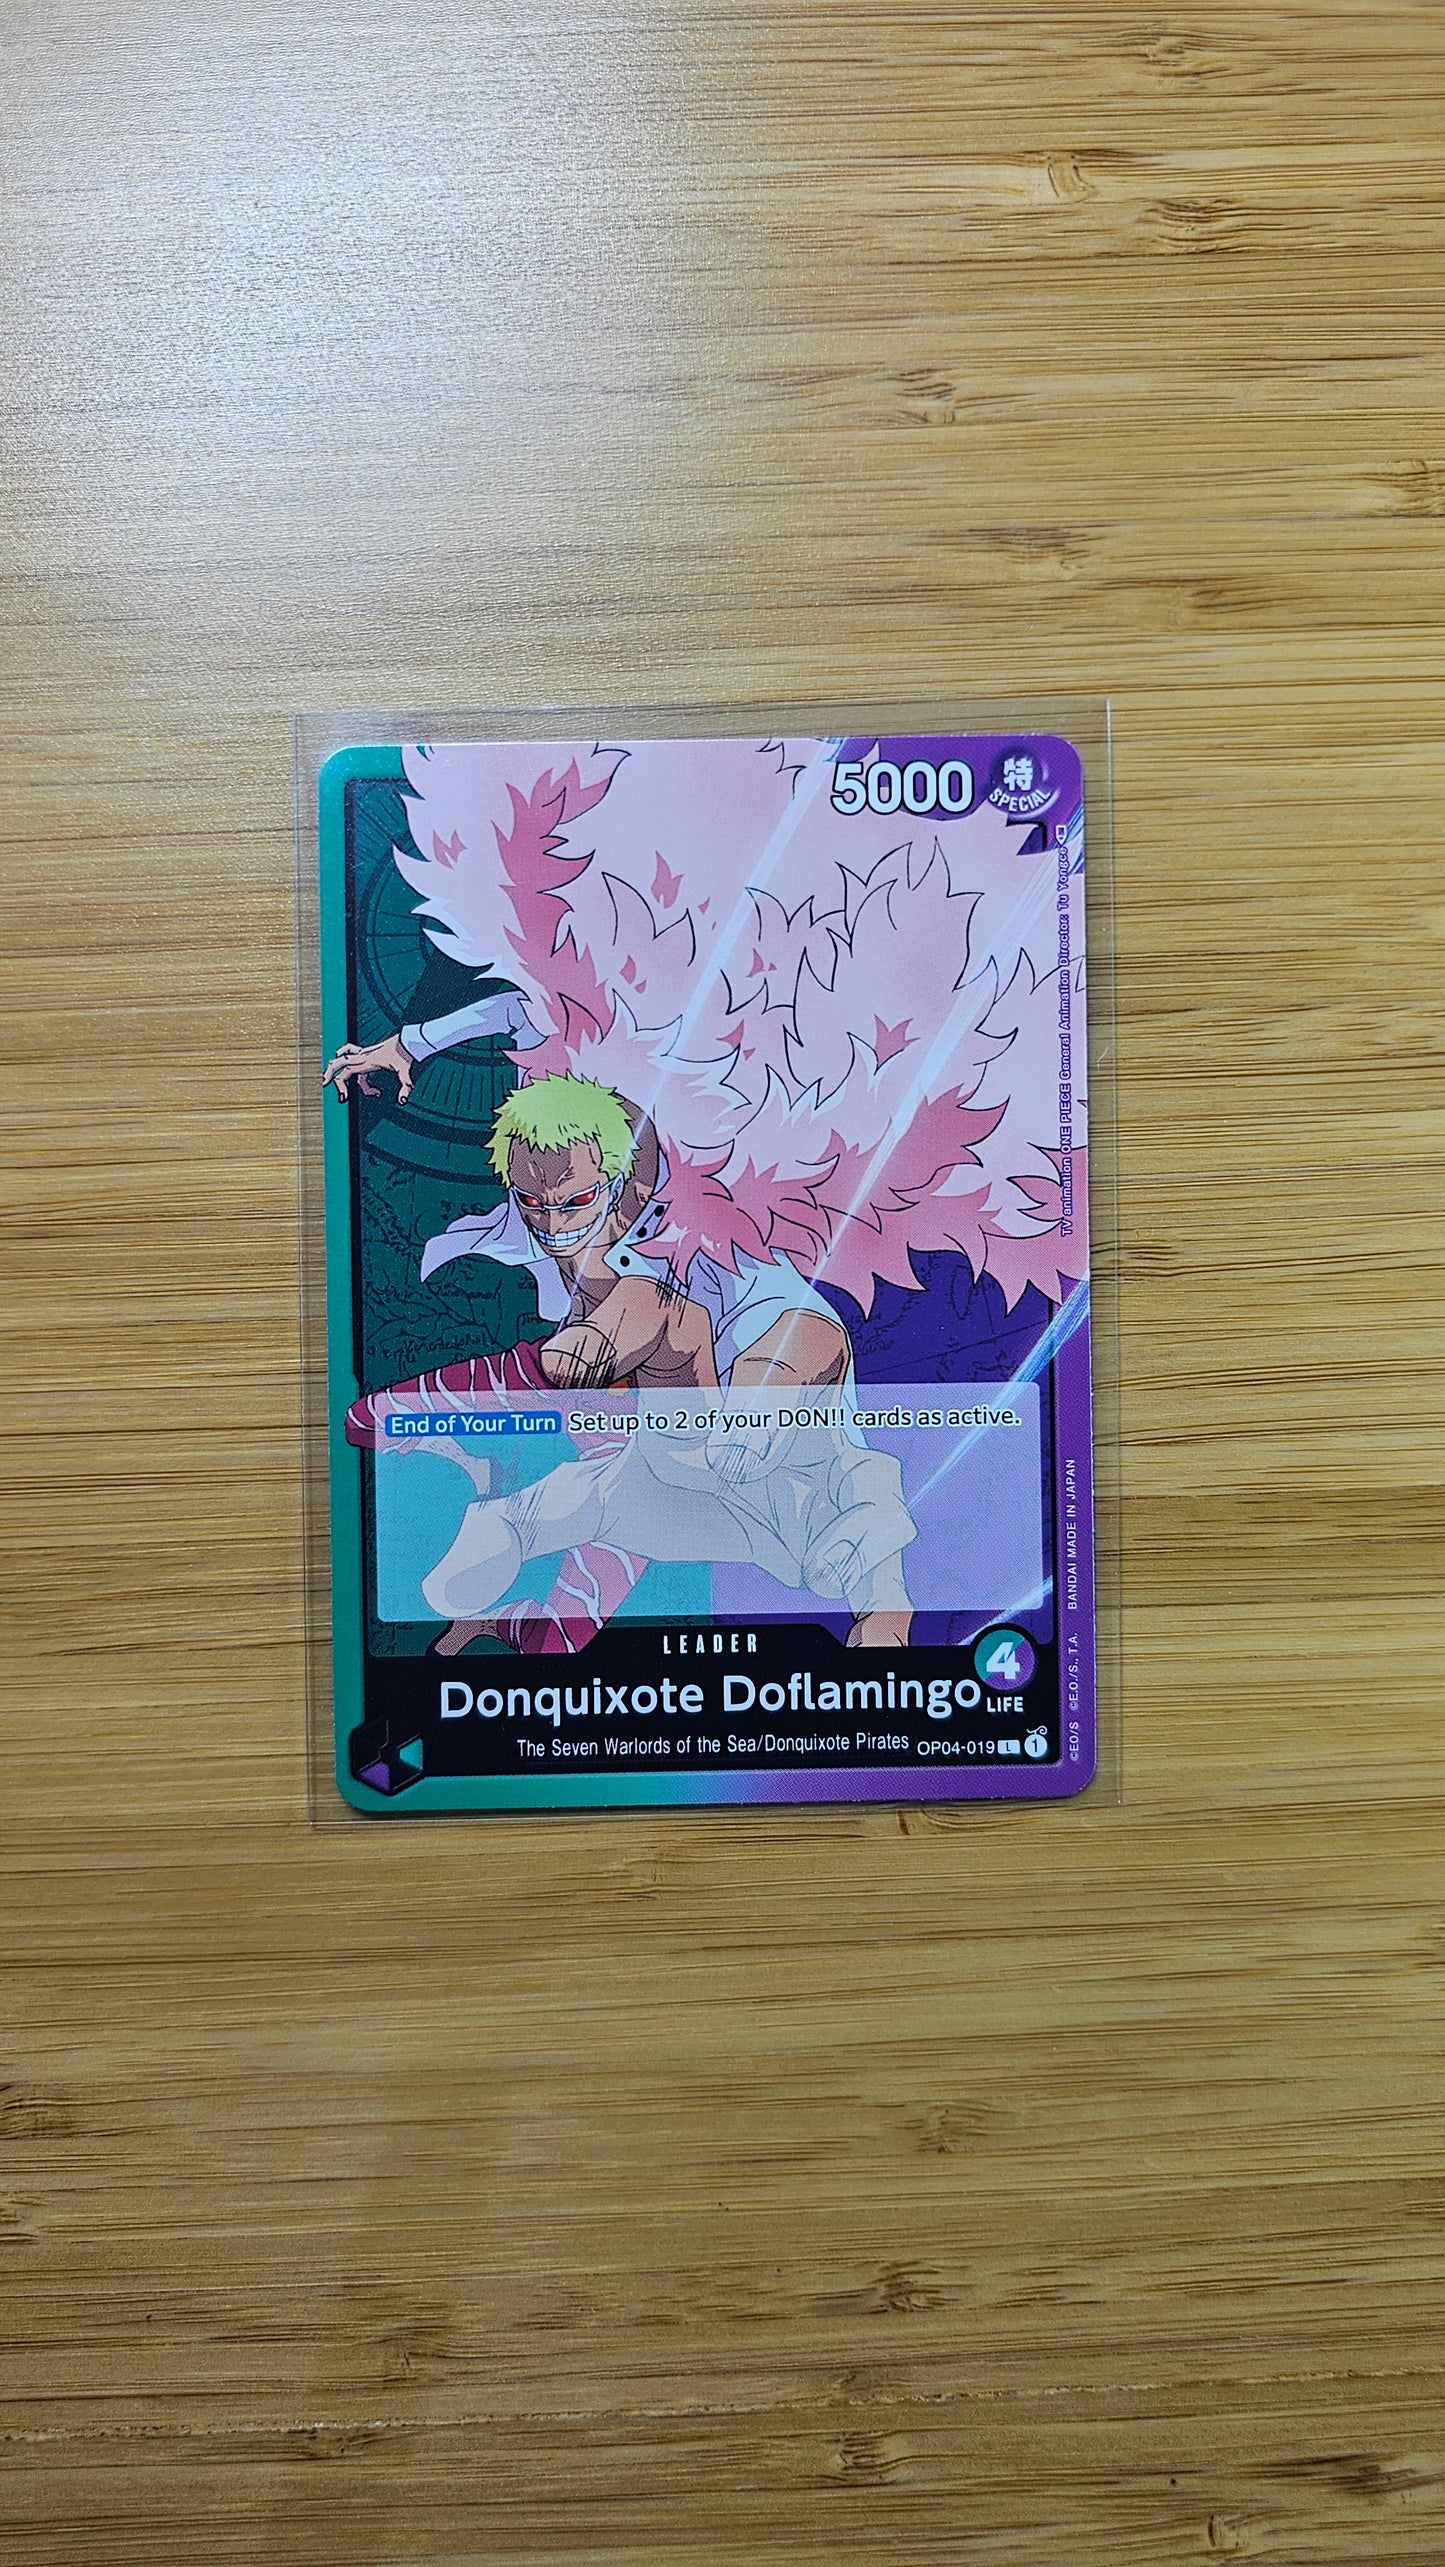 5000
特
SPECIAL
TV animation ONE PIECE General Animation Director: Tu Yongce
End of Your Turn Set up to 2 of your DON!! cards as active.
BANDAI MADE IN JAPAN
©EO/S ©E.O./S., T.A.
LEADER
Donquixote Doflamingo
4
LIFE
The Seven Warlords of the Sea/Donquixote Pirates
OP04-019 L 1